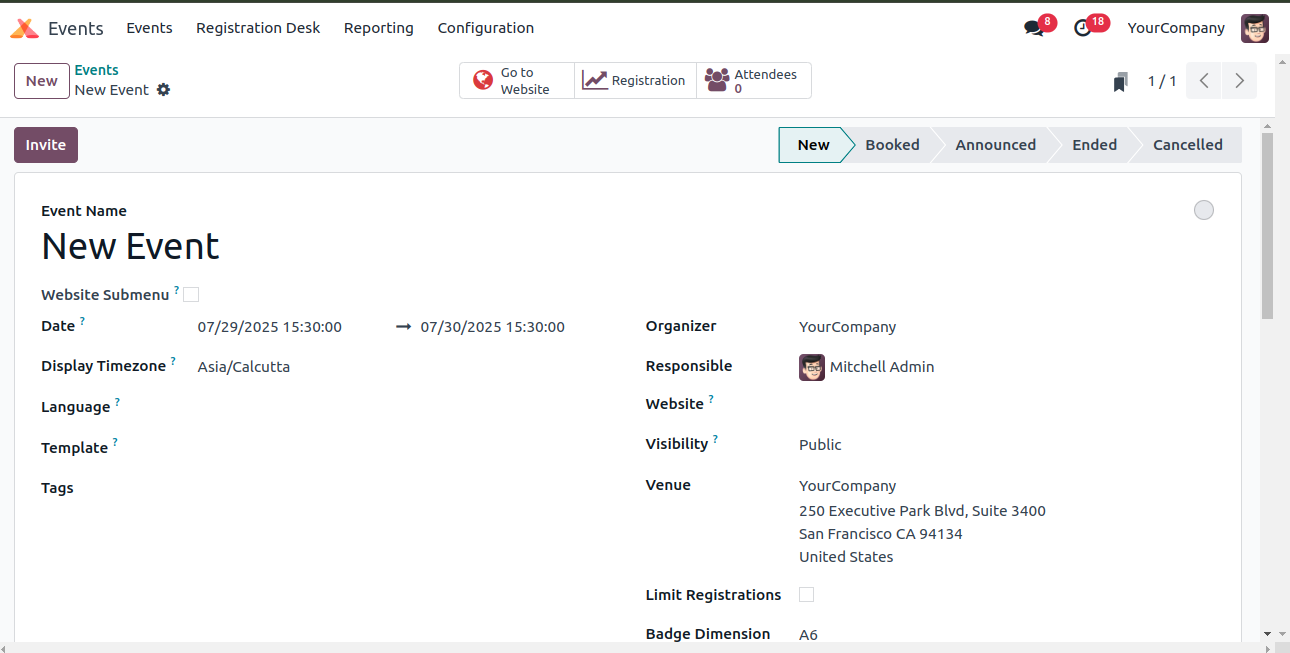 Events Events Registration Desk Reporting Configuration 8 18 YourCompany
New Events
New Event
Go to
Website
Registration
Attendees
0
1 / 1
Invite
New Booked Announced Ended Cancelled
Event Name
New Event
Website Submenu ?
Date ? 07/29/2025 15:30:00 → 07/30/2025 15:30:00
Organizer YourCompany
Display Timezone ? Asia/Calcutta
Responsible Mitchell Admin
Language ?
Website ?
Template ?
Visibility ? Public
Tags
Venue YourCompany
250 Executive Park Blvd, Suite 3400
San Francisco CA 94134
United States
Limit Registrations
Badge Dimension A6